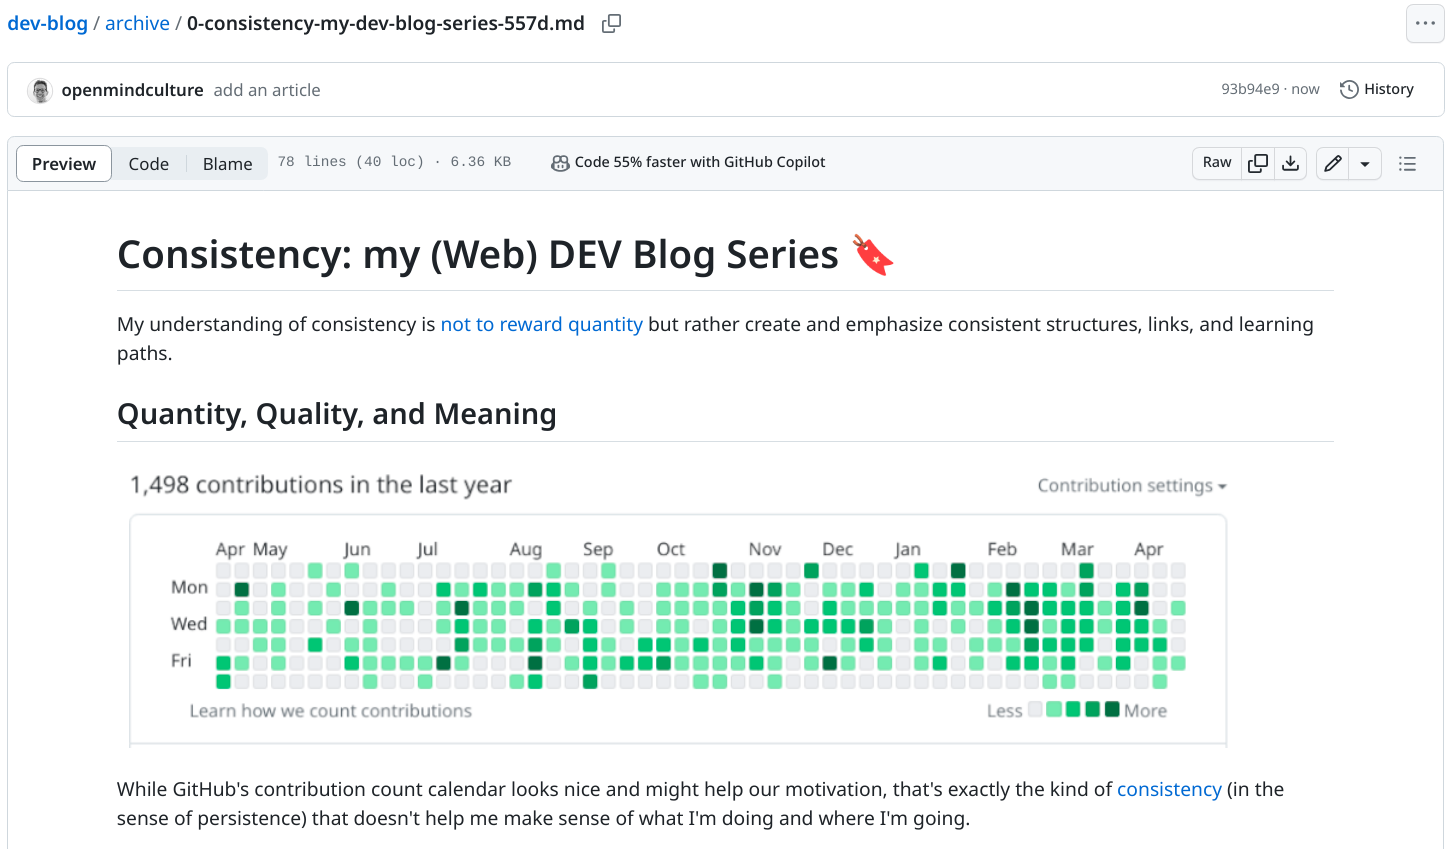 dev-blog / archive / 0-consistency-my-dev-blog-series-557d.md
openmindculture add an article 93b94e9 · now History
Preview Code Blame 78 lines (40 loc) · 6.36 KB Code 55% faster with GitHub Copilot Raw
Consistency: my (Web) DEV Blog Series
My understanding of consistency is not to reward quantity but rather create and emphasize consistent structures, links, and learning
paths.
Quantity, Quality, and Meaning
1,498 contributions in the last year Contribution settings
Apr May Jun Jul Aug Sep Oct Nov Dec Jan Feb Mar Apr
Mon
Wed
Fri
Learn how we count contributions Less More
While GitHub's contribution count calendar looks nice and might help our motivation, that's exactly the kind of consistency (in the
sense of persistence) that doesn't help me make sense of what I'm doing and where I'm going.